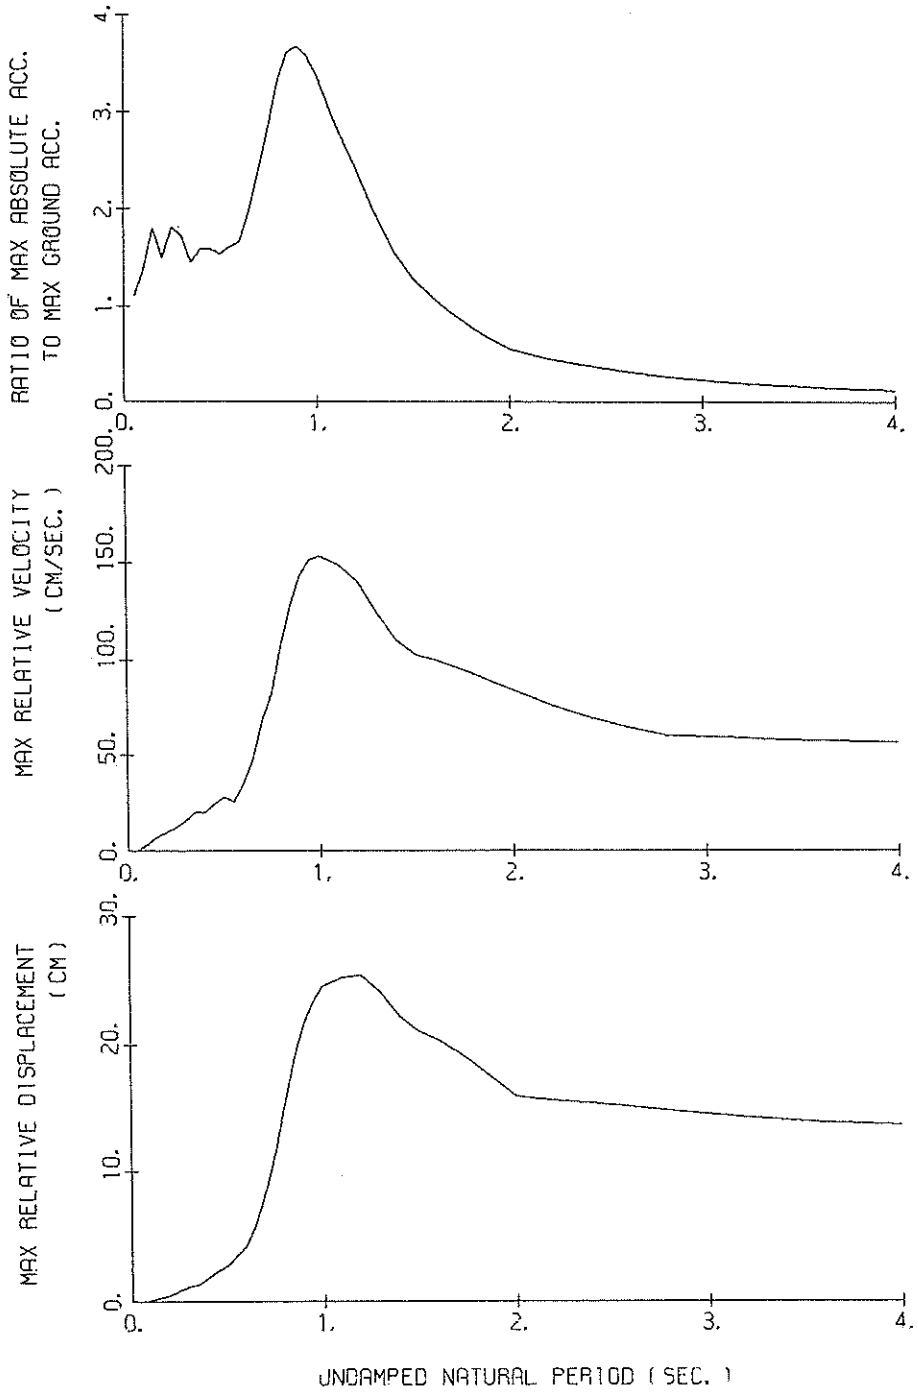 RATIO OF MAX ABSOLUTE ACC.
TO MAX GROUND ACC.
4.
3.
2.
1.
0.
0. 1. 2. 3. 4.
MAX RELATIVE VELOCITY
(CM/SEC.)
200.
150.
100.
50.
0.
0. 1. 2. 3. 4.
MAX RELATIVE DISPLACEMENT
(CM)
30.
20.
10.
0.
0. 1. 2. 3. 4.
UNDAMPED NATURAL PERIOD (SEC.)